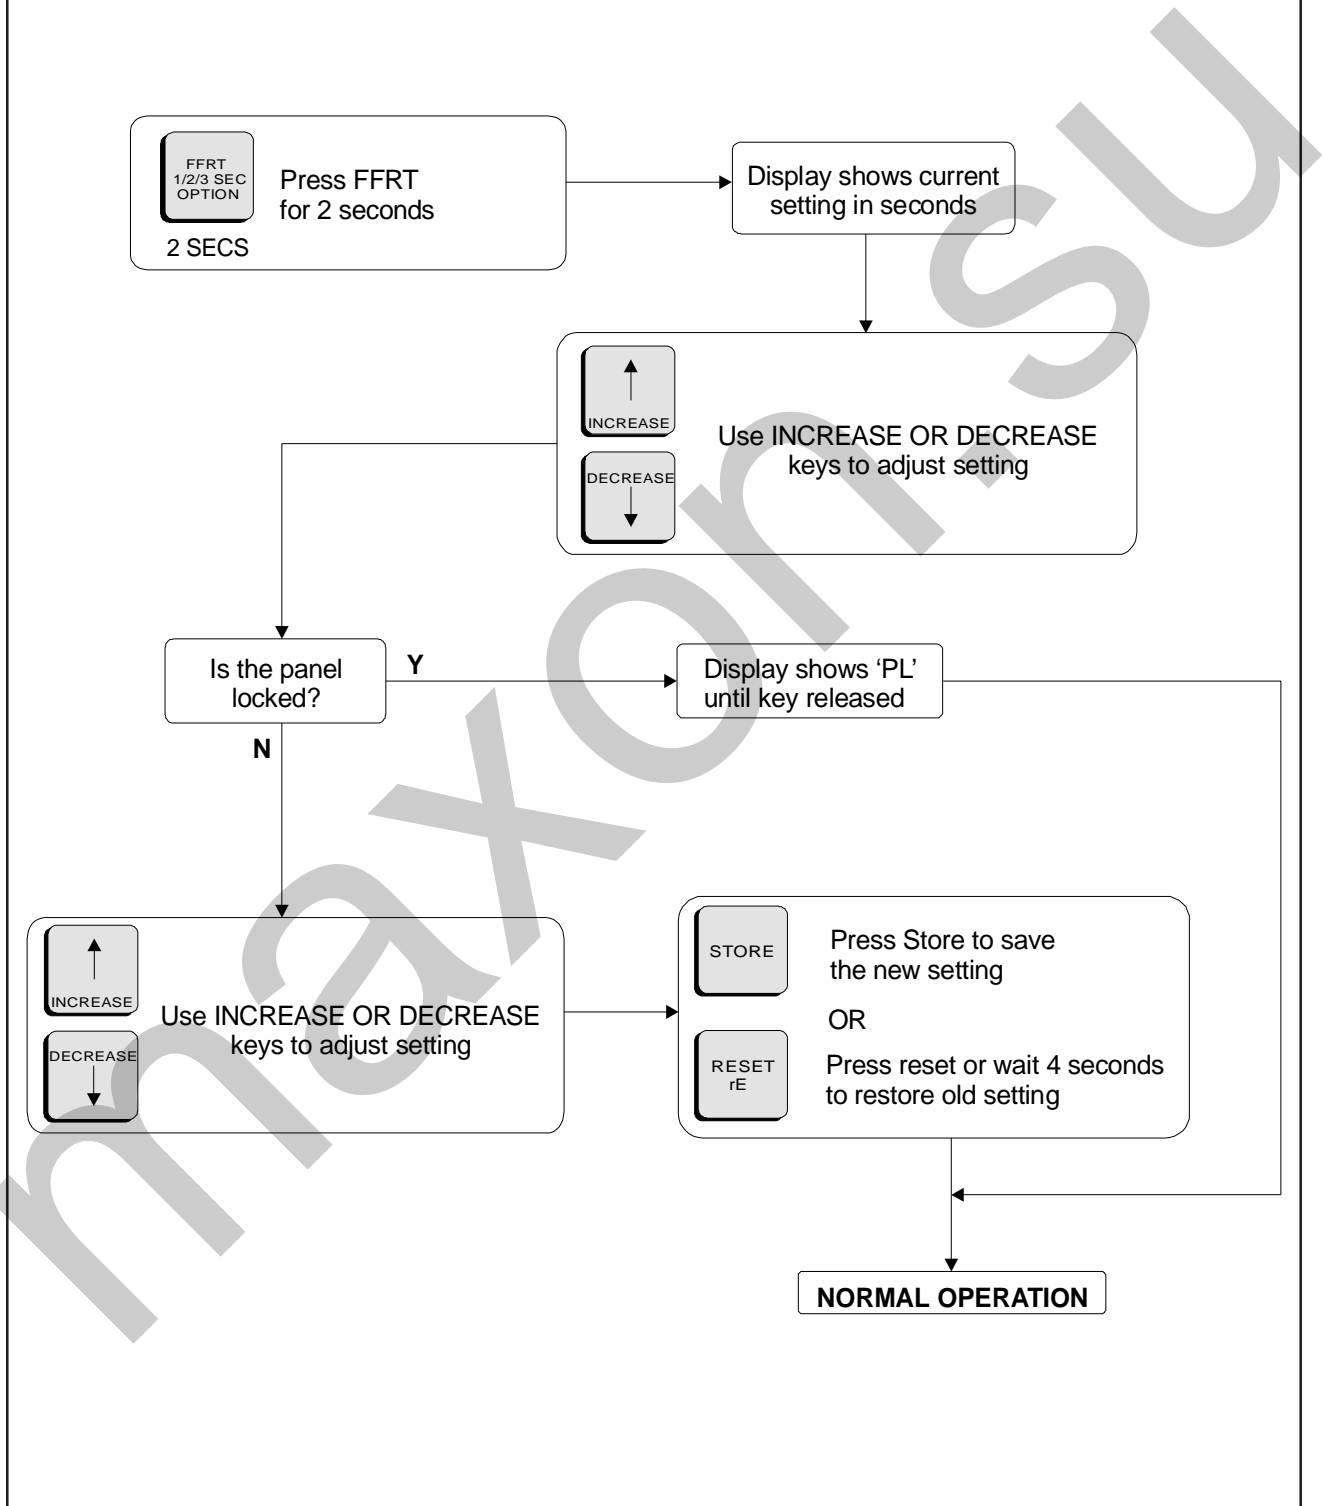 FFRT
1/2/3 SEC
OPTION
2 SECS
Press FFRT
for 2 seconds
Display shows current
setting in seconds
INCREASE
DECREASE
Use INCREASE OR DECREASE
keys to adjust setting
Is the panel
locked?
Y
N
Display shows ‘PL’
until key released
INCREASE
DECREASE
Use INCREASE OR DECREASE
keys to adjust setting
STORE
Press Store to save
the new setting
OR
RESET
rE
Press reset or wait 4 seconds
to restore old setting
NORMAL OPERATION
maxon.su